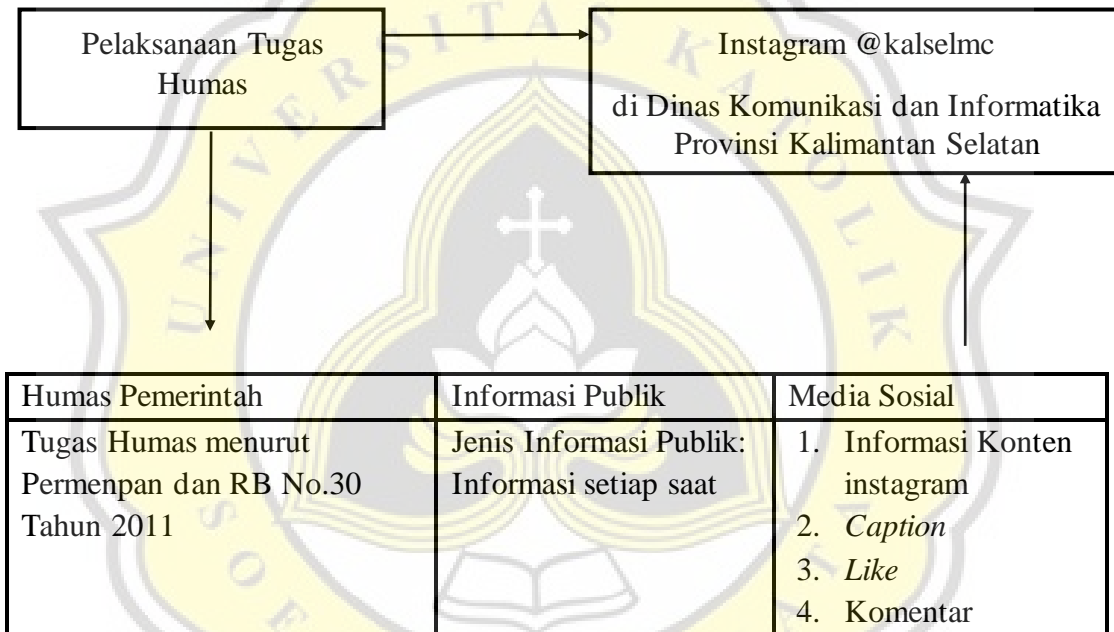 Pelaksanaan Tugas
Humas
Instagram @kalselmc
di Dinas Komunikasi dan Informatika
Provinsi Kalimantan Selatan
Humas Pemerintah
Informasi Publik
Media Sosial
Tugas Humas menurut
Permenpan dan RB No.30
Tahun 2011
Jenis Informasi Publik:
Informasi setiap saat
1. Informasi Konten
instagram
2. Caption
3. Like
4. Komentar
UNIVERSITAS KATOLIK